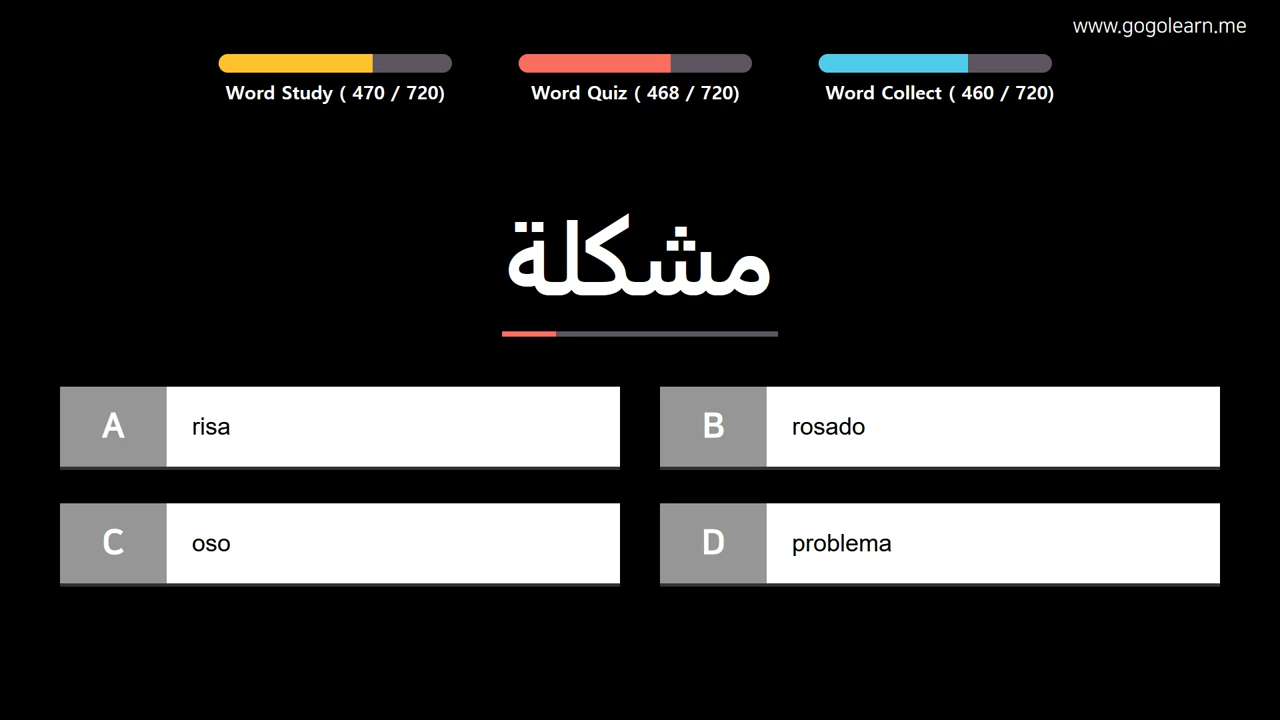 www.gogolearn.me
Word Study ( 470 / 720)
Word Quiz ( 468 / 720)
Word Collect ( 460 / 720)
مشكلة
A risa
B rosado
C oso
D problema